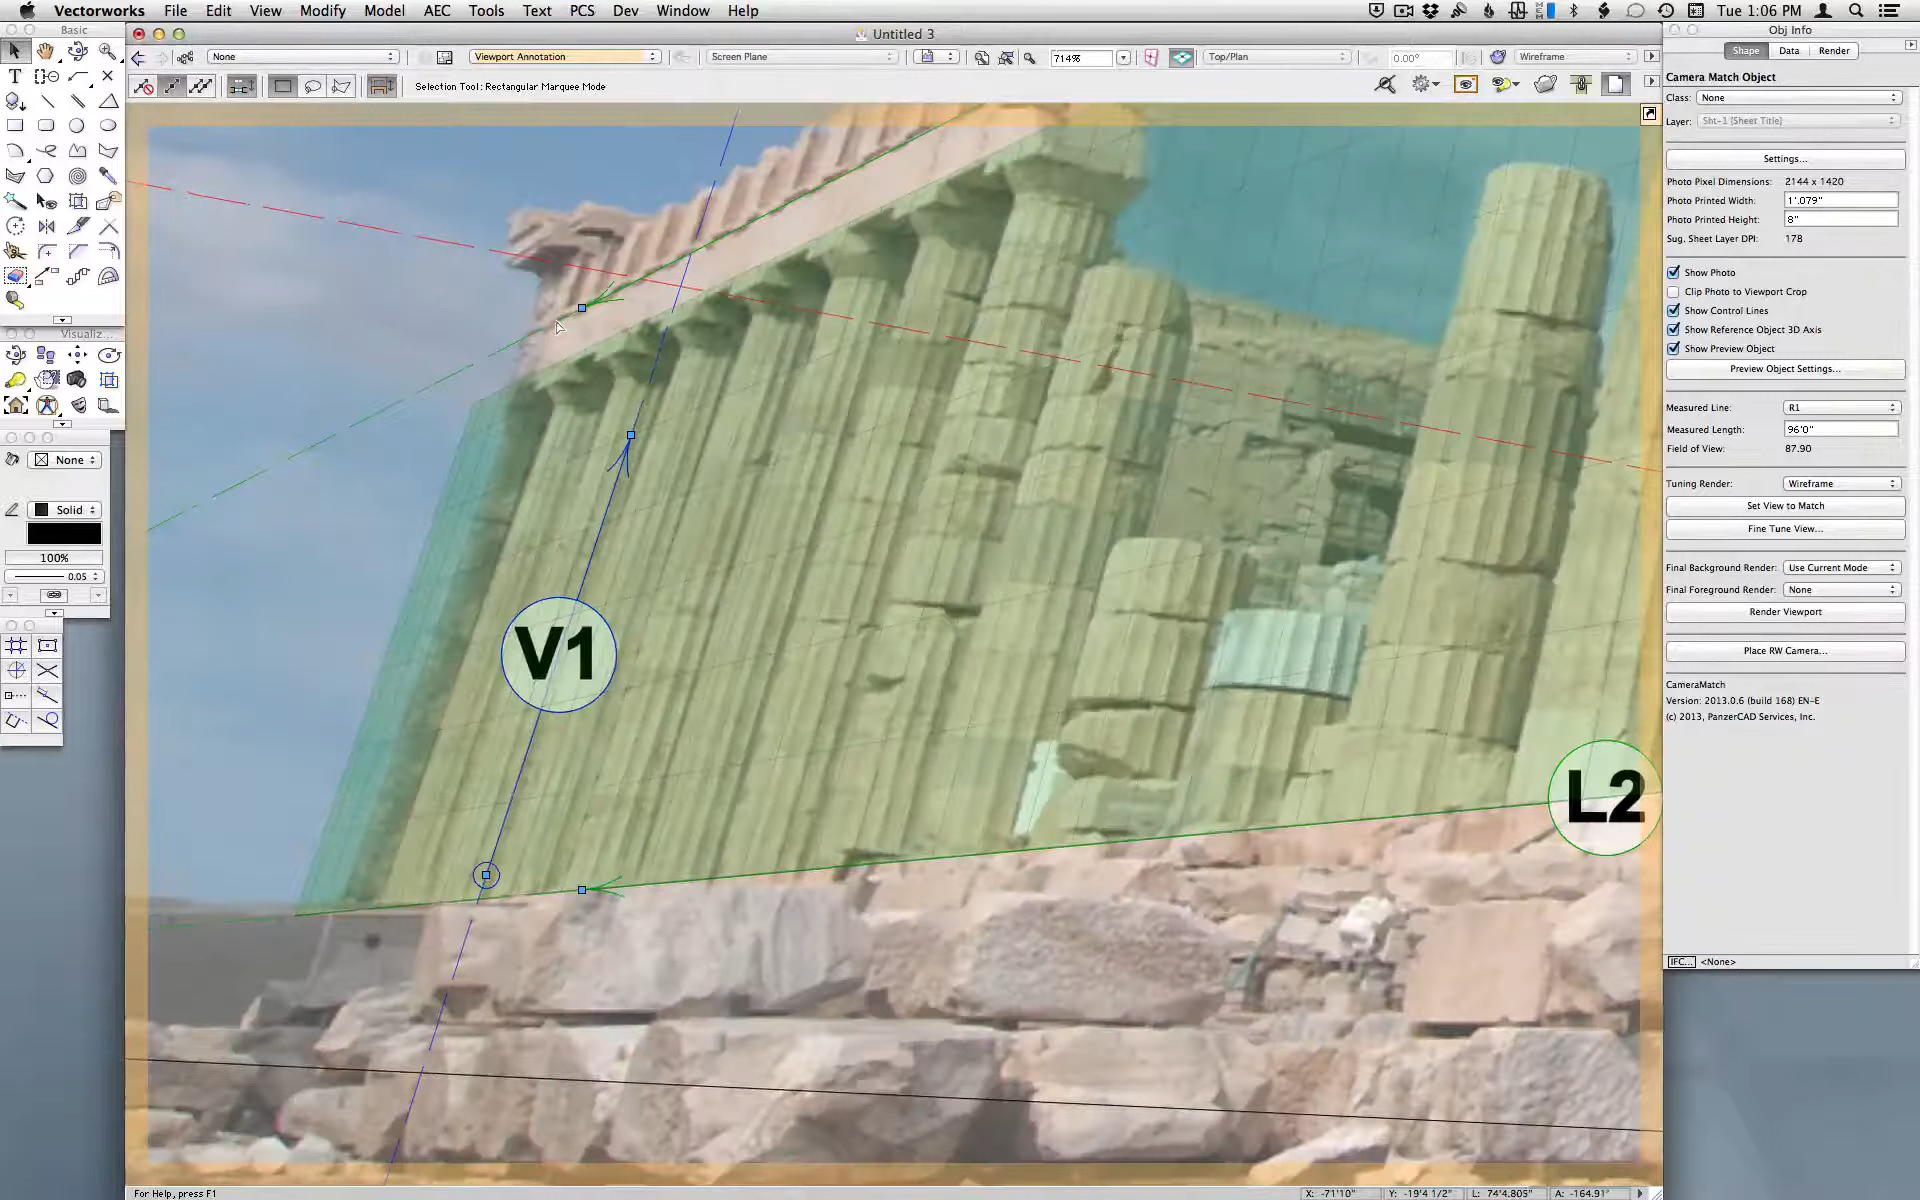 Vectorworks File Edit View Modify Model AEC Tools Text PCS Dev Window Help
Tue 1:06 PM
Basic
Untitled 3
Obj Info
None
Viewport Annotation
Screen Plane
714%
Top/Plan
0.00°
Wireframe
Selection Tool: Rectangular Marquee Mode
Shape Data Render
Camera Match Object
Class: None
Layer: Sht-1 [Sheet Title]
Settings...
Photo Pixel Dimensions: 2144 x 1420
Photo Printed Width: 1'.079"
Photo Printed Height: 8"
Sug. Sheet Layer DPI: 178
Show Photo
Clip Photo to Viewport Crop
Show Control Lines
Show Reference Object 3D Axis
Show Preview Object
Preview Object Settings...
Measured Line: R1
Measured Length: 96'0"
Field of View: 87.90
Tuning Render: Wireframe
Set View to Match
Fine Tune View...
Final Background Render: Use Current Mode
Final Foreground Render: None
Render Viewport
Place RW Camera...
CameraMatch
Version: 2013.0.6 (build 168) EN-E
(c) 2013, PanzerCAD Services, Inc.
IFC... <None>
Visualiz...
None
Solid
100%
0.05
V1
L2
For Help, press F1
X: -71'10" Y: -19'4 1/2" L: 74'4.805" A: -164.91°